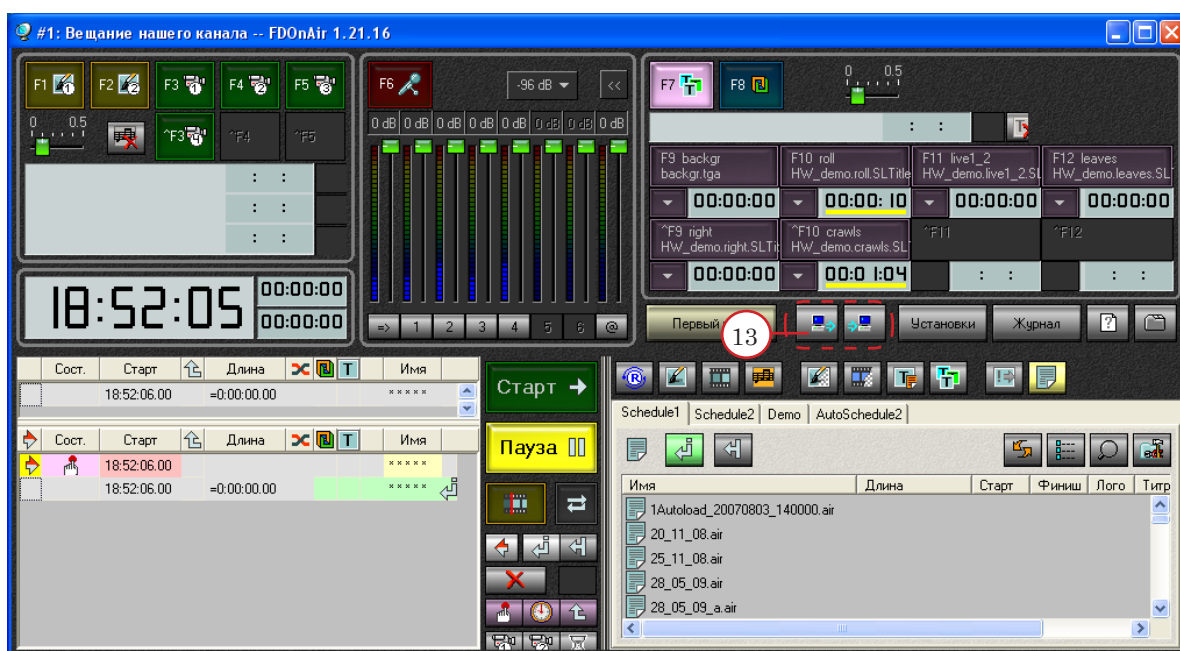 #1: Вещание нашего канала -- FDOnAir 1.21.16
F1 F2 F3 F4 F5
0 0.5
^F3 ^F4 ^F5
: :
: :
: :
18:52:05
00:00:00
00:00:00
F6 -96 dB <<
0 dB 0 dB 0 dB 0 dB 0 dB 0 dB 0 dB 0 dB
=> 1 2 3 4 5 6 @
F7 F8
0 0.5
: :
F9 backgr
backgr.tga
F10 roll
HW_demo.roll.SLTitle
F11 live1_2
HW_demo.live1_2.SL
F12 leaves
HW_demo.leaves.SL
00:00:00 00:00:10 00:00:00 00:00:00
^F9 right
HW_demo.right.SLTit
^F10 crawls
HW_demo.crawls.SL
^F11
^F12
00:00:00 00:01:04 : : : :
Первый
13
Установки
Журнал
Сост. Старт Длина T Имя
18:52:06.00 =0:00:00.00 *****
Сост. Старт Длина T Имя
18:52:06.00 *****
18:52:06.00 =0:00:00.00 *****
Старт
Пауза
Schedule1 Schedule2 Demo AutoSchedule2
Имя Длина Старт Финиш Лого Титр
1Autoload_20070803_140000.air
20_11_08.air
25_11_08.air
28_05_09.air
28_05_09_a.air